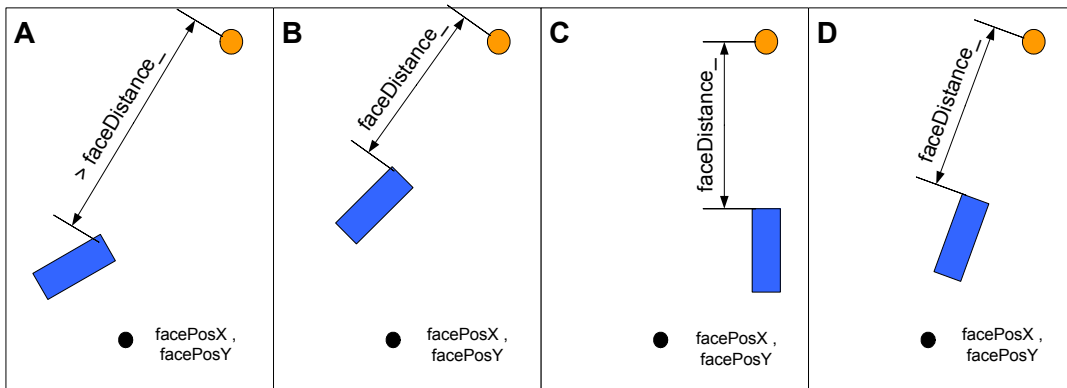 A
> faceDistance_
facePosX ,
facePosY
B
faceDistance_
facePosX ,
facePosY
C
faceDistance_
facePosX ,
facePosY
D
faceDistance_
facePosX ,
facePosY